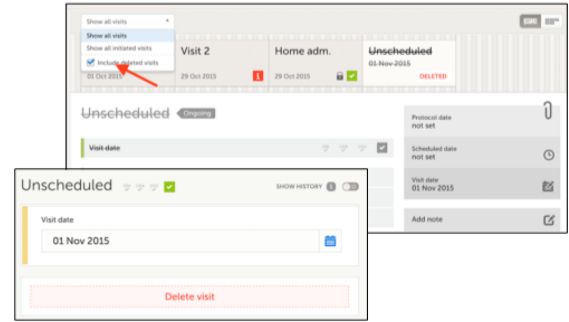 Show all visits
Show all visits
Show all initiated visits
Include deleted visits
01 Oct 2015
Visit 2
29 Oct 2015
Home adm.
29 Oct 2015
Unscheduled
01 Nov 2015
DELETED
Unscheduled
Ongoing
Visit date
Protocol date
not set
Scheduled date
not set
Visit date
01 Nov 2015
Add note
Unscheduled
SHOW HISTORY
Visit date
01 Nov 2015
Delete visit